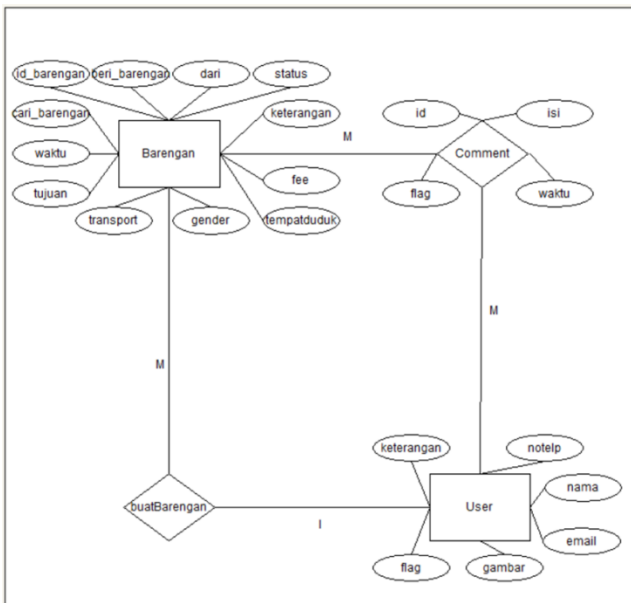 id_barengan
beri_barengan
dari
status
cari_barengan
keterangan
waktu
Barengan
tujuan
fee
transport
gender
tempatduduk
M
id
isi
Comment
flag
waktu
M
M
keterangan
notelp
buatBarengan
I
User
nama
email
flag
gambar